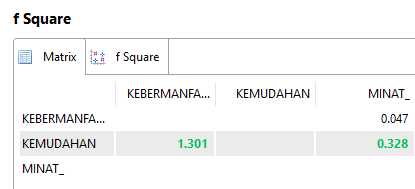 f Square
Matrix f Square
KEBERMANFA... KEMUDAHAN MINAT_
KEBERMANFA... 0.047
KEMUDAHAN 1.301 0.328
MINAT_